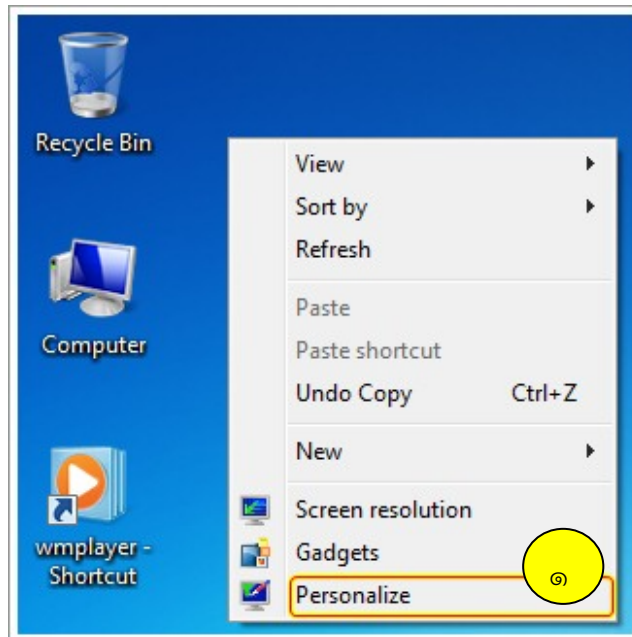 Recycle Bin
Computer
wmplayer -
Shortcut
View
Sort by
Refresh
Paste
Paste shortcut
Undo Copy Ctrl+Z
New
Screen resolution
Gadgets
๑
Personalize